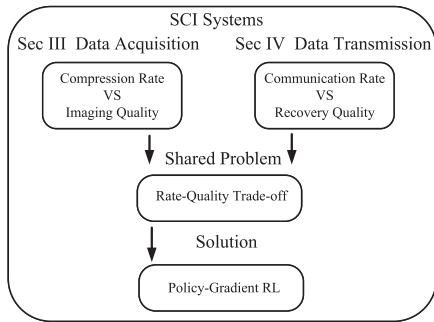 SCI Systems
Sec III Data Acquisition
Sec IV Data Transmission
Compression Rate
VS
Imaging Quality
Communication Rate
VS
Recovery Quality
Shared Problem
Rate-Quality Trade-off
Solution
Policy-Gradient RL